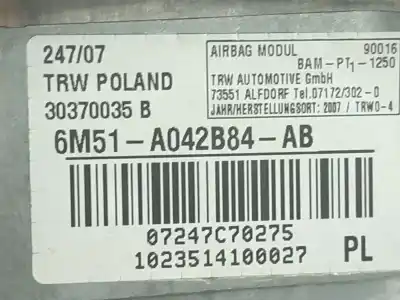 247/07
TRW POLAND
30370035 B
AIRBAG MODUL 90016
BAM-PT1-1250
TRW AUTOMOTIVE GmbH
73551 ALFDORF Tel.07172/302-0
JAHR/HERSTELLUNGSORT: 2007 / TRWO-4
6M51-A042B84-AB
07247C70275
1023514100027 PL